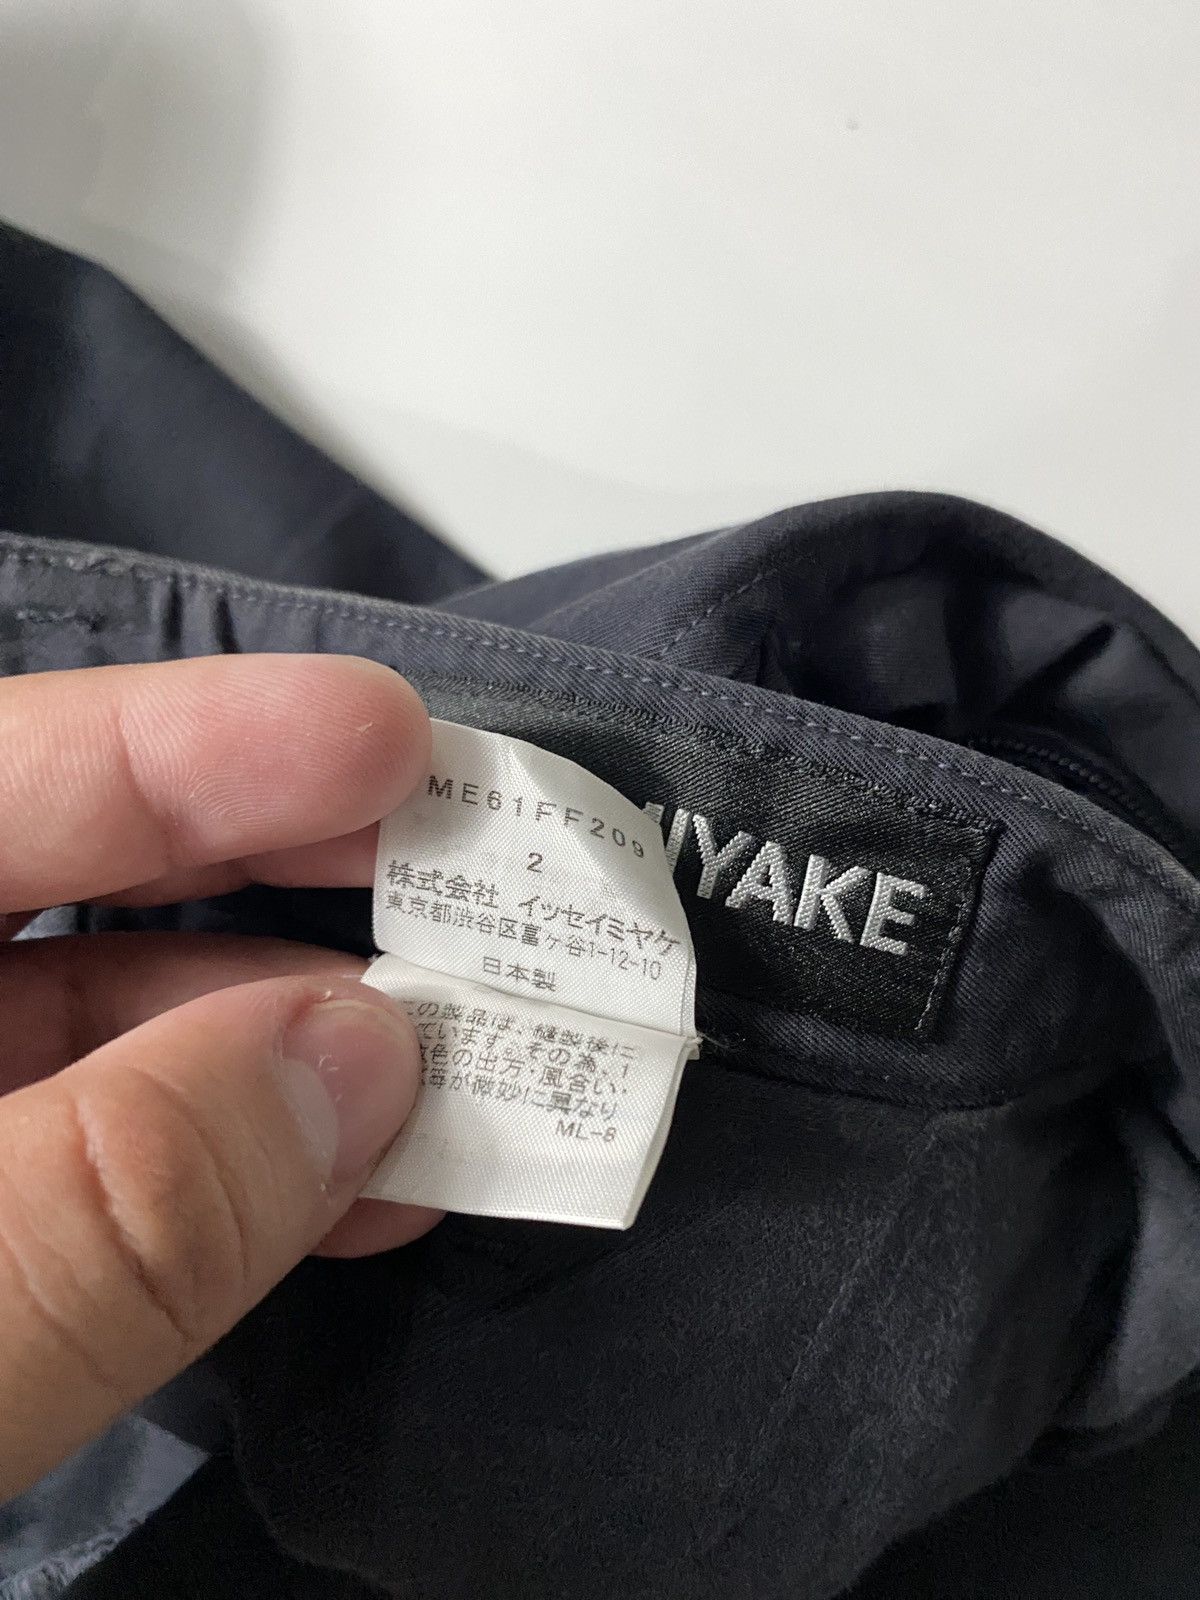 ME61FF209
2
株式会社 イッセイミヤケ
東京都渋谷区富ヶ谷1-12-10
日本製
この製品は、縫製後に
ています。その為、1
色の出方・風合い・
が微妙に異なり
ML-8
MIYAKE